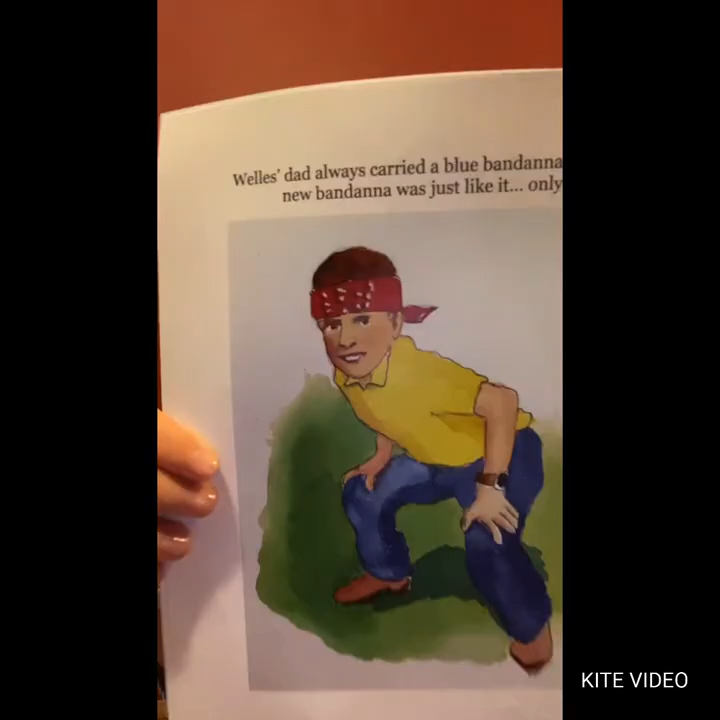 Welles' dad always carried a blue bandanna
new bandanna was just like it... only
KITE VIDEO